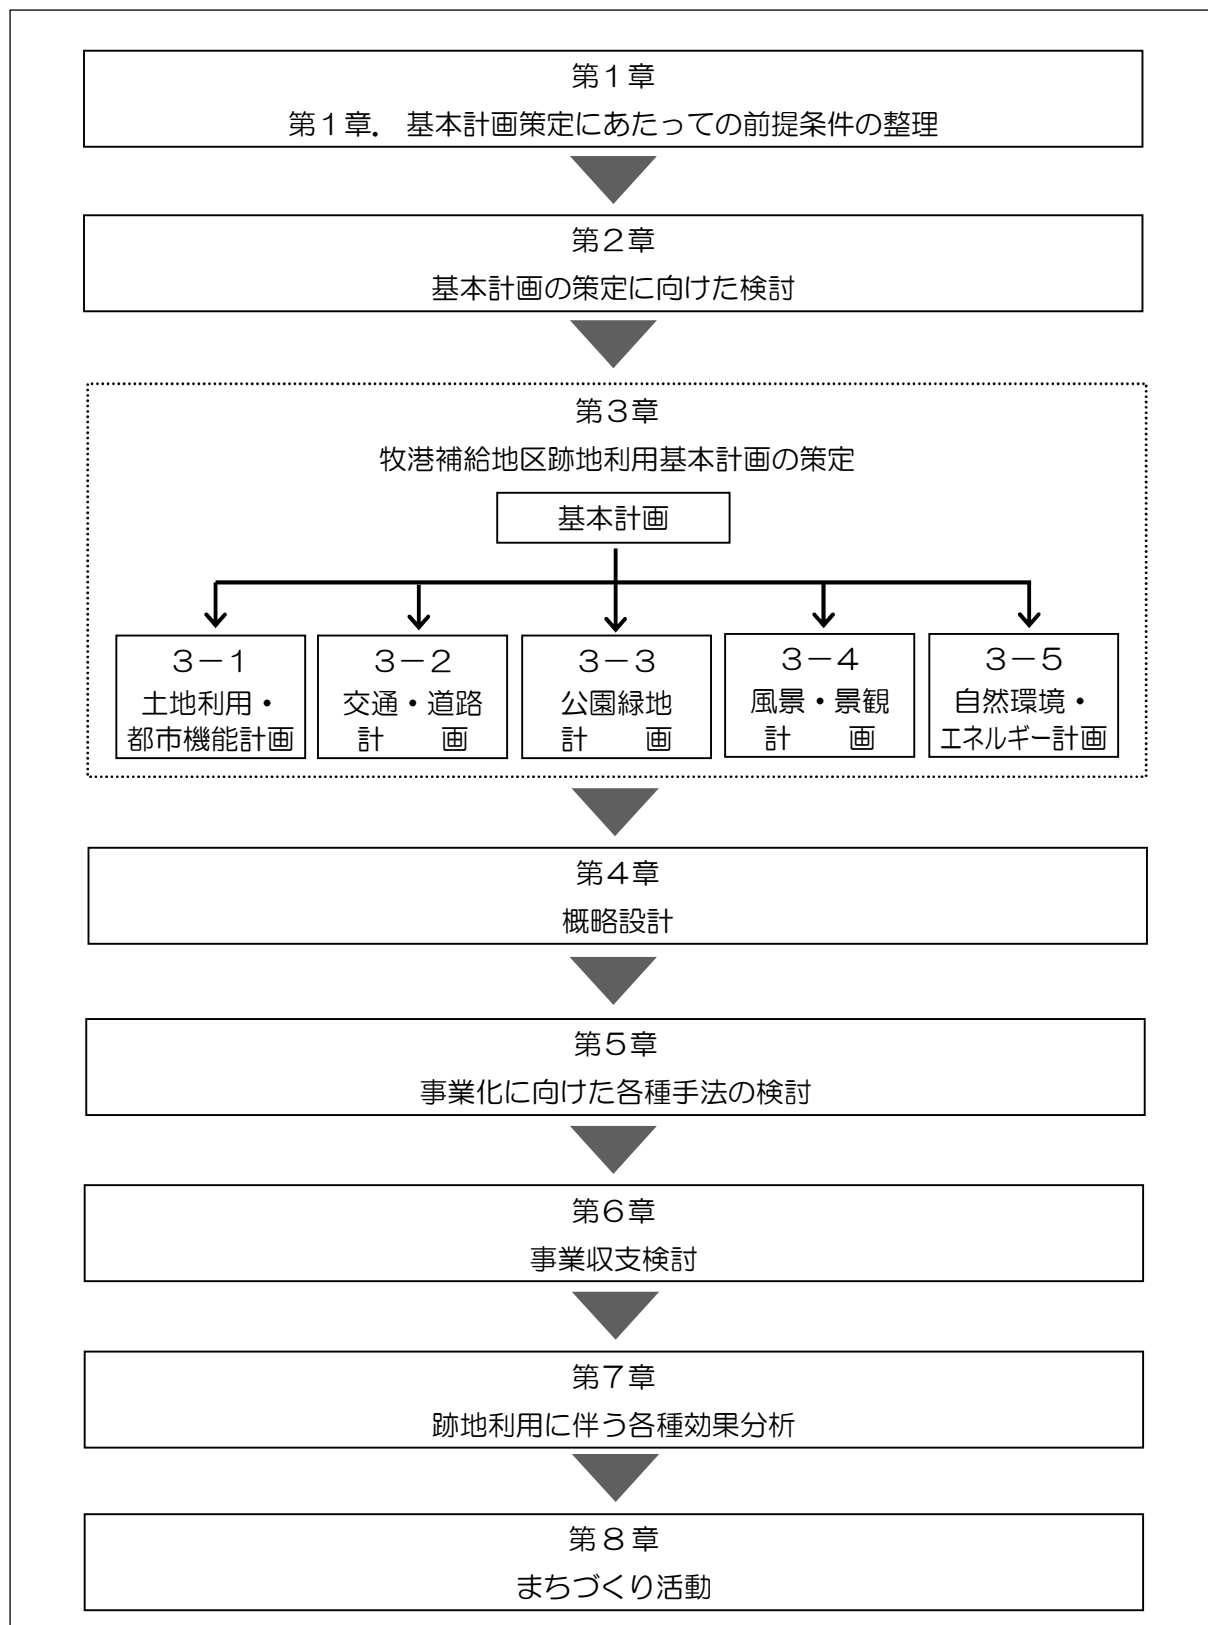 第１章
第１章． 基本計画策定にあたっての前提条件の整理
第２章
基本計画の策定に向けた検討
第３章
牧港補給地区跡地利用基本計画の策定
基本計画
３－１
土地利用・
都市機能計画
３－２
交通・道路
計　　画
３－３
公園緑地
計　　画
３－４
風景・景観
計　　画
３－５
自然環境・
エネルギー計画
第４章
概略設計
第５章
事業化に向けた各種手法の検討
第６章
事業収支検討
第７章
跡地利用に伴う各種効果分析
第８章
まちづくり活動